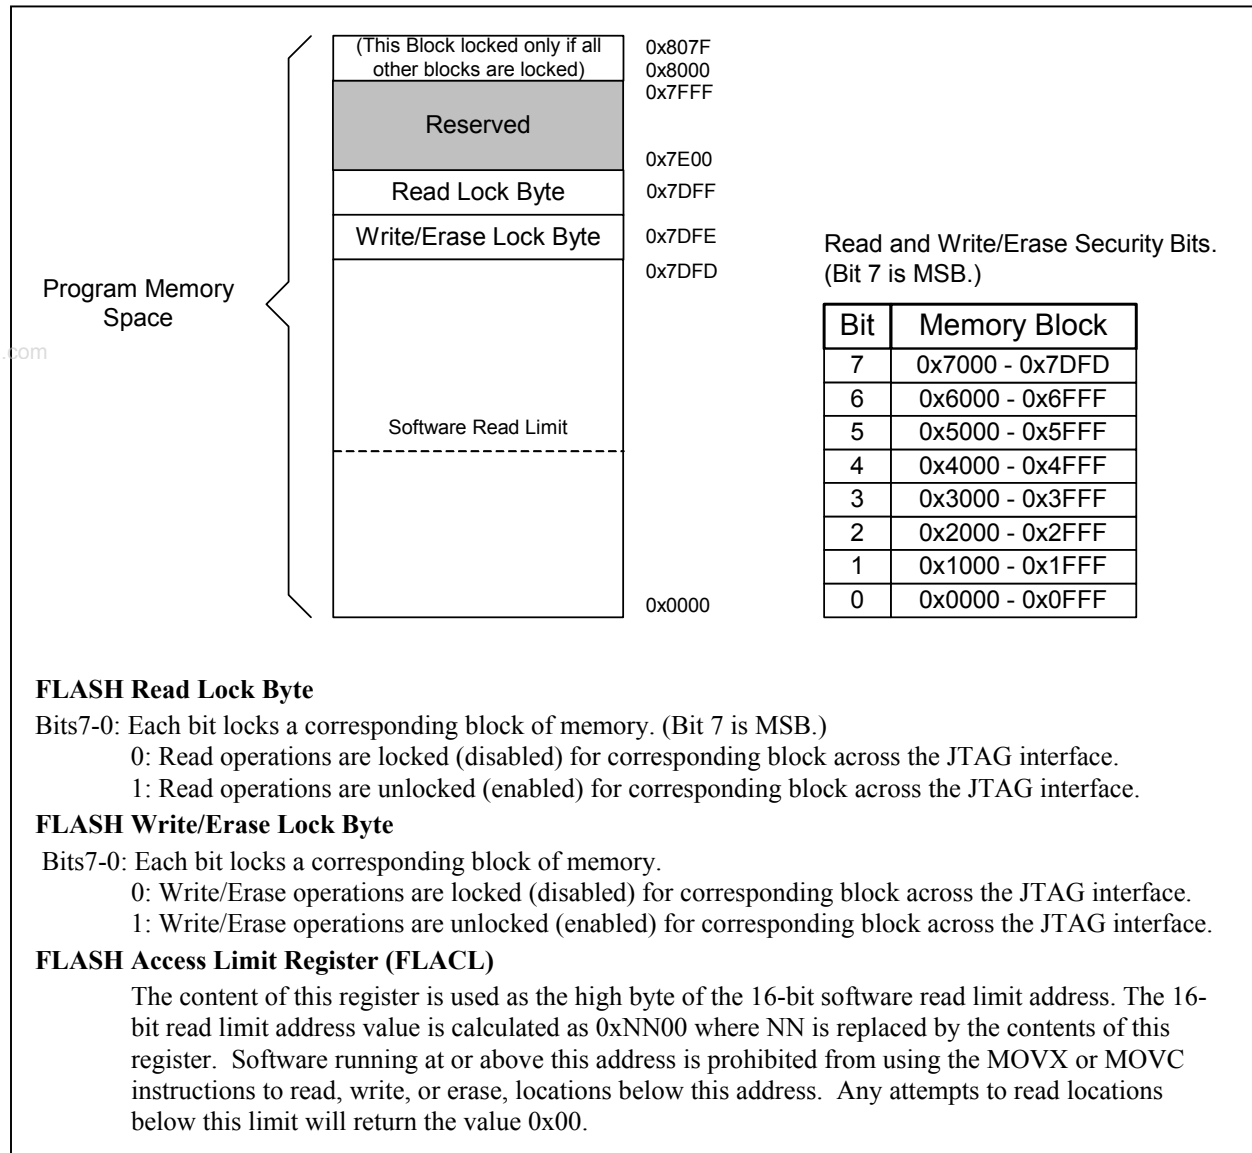 (This Block locked only if all
other blocks are locked)
0x807F
0x8000
0x7FFF
Reserved
0x7E00
Read Lock Byte
0x7DFF
Write/Erase Lock Byte
0x7DFE
0x7DFD
Program Memory
Space
.com
Software Read Limit
0x0000
Read and Write/Erase Security Bits.
(Bit 7 is MSB.)
Bit Memory Block
7 0x7000 - 0x7DFD
6 0x6000 - 0x6FFF
5 0x5000 - 0x5FFF
4 0x4000 - 0x4FFF
3 0x3000 - 0x3FFF
2 0x2000 - 0x2FFF
1 0x1000 - 0x1FFF
0 0x0000 - 0x0FFF
FLASH Read Lock Byte
Bits7-0: Each bit locks a corresponding block of memory. (Bit 7 is MSB.)
0: Read operations are locked (disabled) for corresponding block across the JTAG interface.
1: Read operations are unlocked (enabled) for corresponding block across the JTAG interface.
FLASH Write/Erase Lock Byte
Bits7-0: Each bit locks a corresponding block of memory.
0: Write/Erase operations are locked (disabled) for corresponding block across the JTAG interface.
1: Write/Erase operations are unlocked (enabled) for corresponding block across the JTAG interface.
FLASH Access Limit Register (FLACL)
The content of this register is used as the high byte of the 16-bit software read limit address. The 16-
bit read limit address value is calculated as 0xNN00 where NN is replaced by the contents of this
register. Software running at or above this address is prohibited from using the MOVX or MOVC
instructions to read, write, or erase, locations below this address. Any attempts to read locations
below this limit will return the value 0x00.